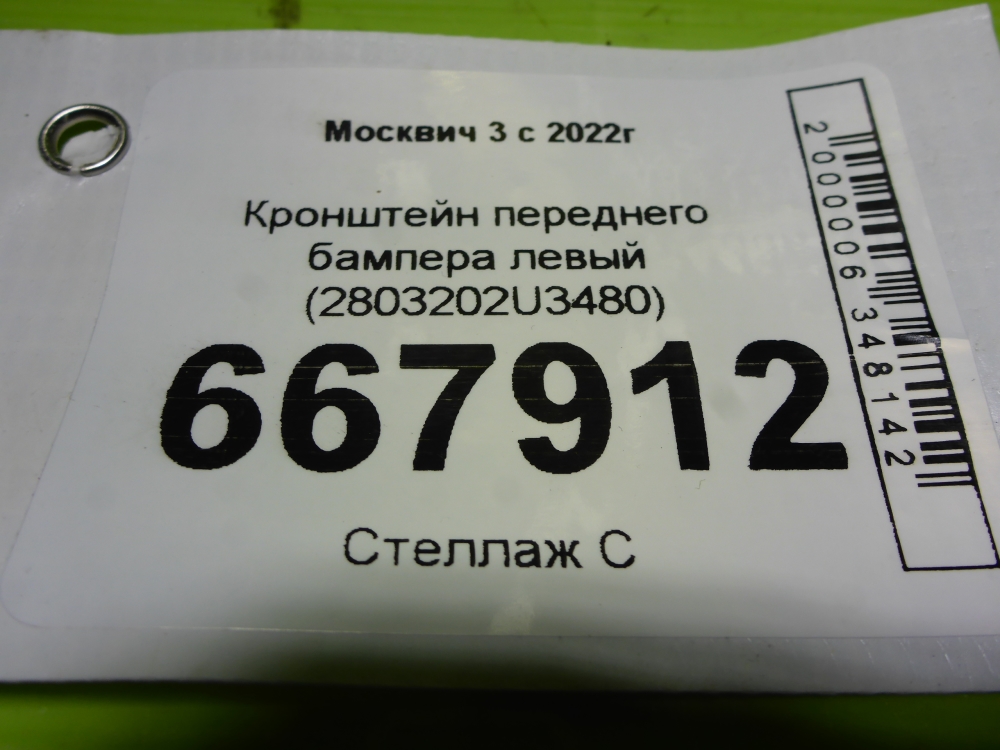 Москвич 3 с 2022г
Кронштейн переднего
бампера левый
(2803202U3480)
667912
Стеллаж С
2000006348142